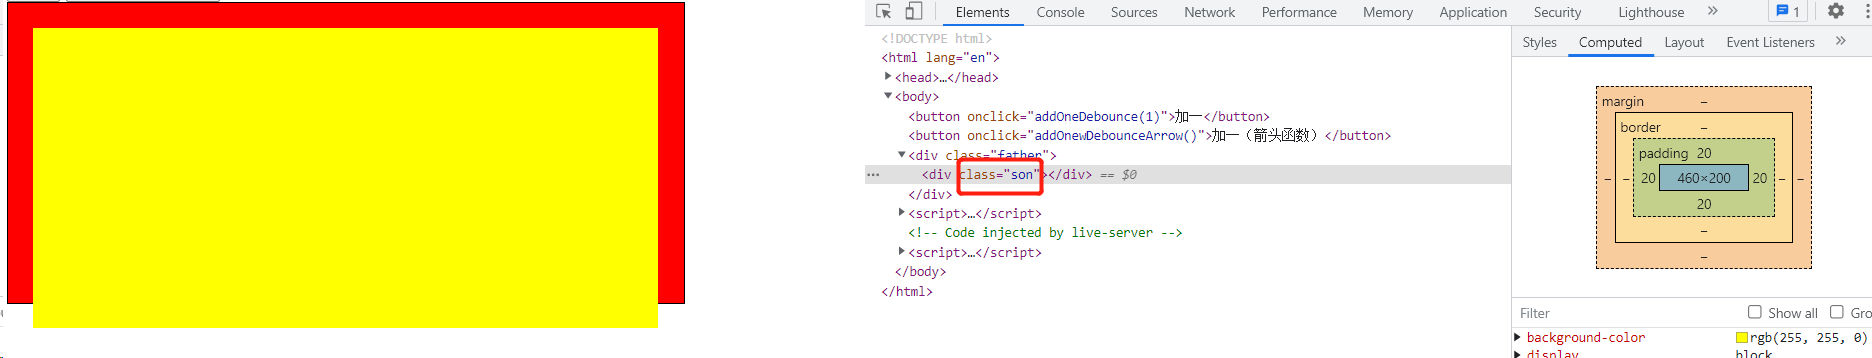 Elements Console Sources Network Performance Memory Application Security Lighthouse » 1
<!DOCTYPE html>
<html lang="en">
<head>…</head>
<body>
<button onclick="addOneDebounce(1)">加一</button>
<button onclick="addOnewDebounceArrow()">加一（箭头函数）</button>
<div class="father">
<div class="son"></div> == $0
</div>
<script>…</script>
<!-- Code injected by live-server -->
<script>…</script>
</body>
</html>
Styles Computed Layout Event Listeners »
margin –
border –
padding 20
– – 20 460×200 20 – –
20
–
–
Filter Show all Gro
background-color rgb(255, 255, 0)
display block